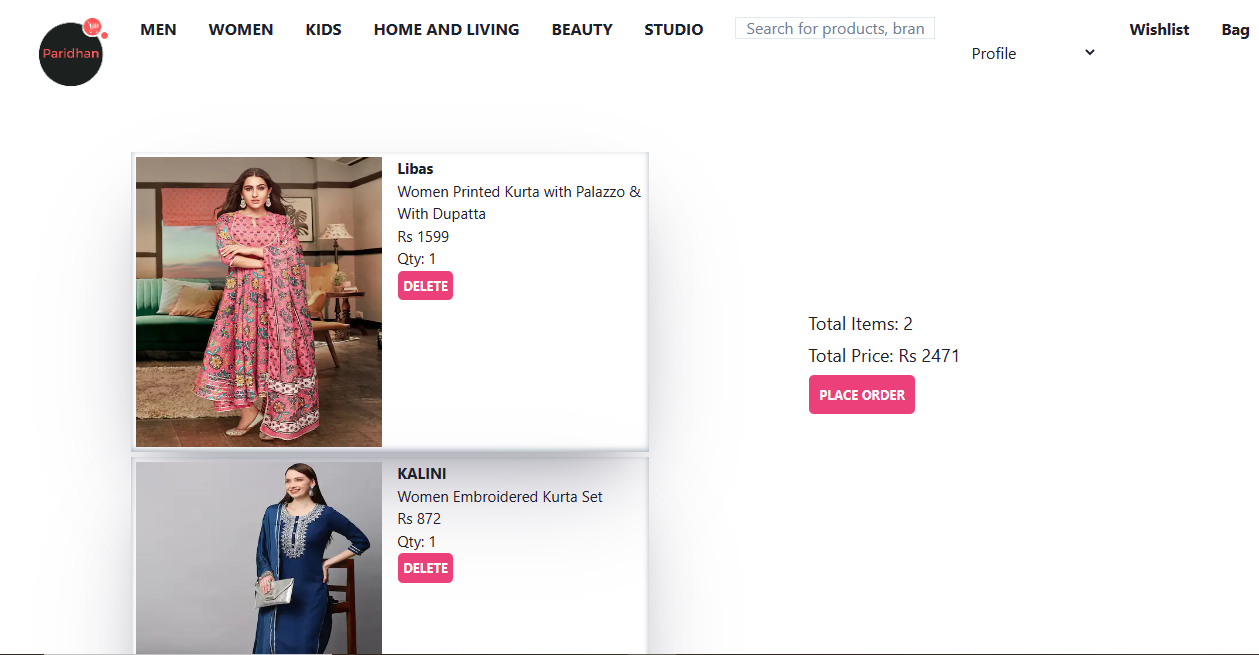 Paridhan
MEN WOMEN KIDS HOME AND LIVING BEAUTY STUDIO Search for products, bran Profile Wishlist Bag
Libas
Women Printed Kurta with Palazzo &
With Dupatta
Rs 1599
Qty: 1
DELETE
KALINI
Women Embroidered Kurta Set
Rs 872
Qty: 1
DELETE
Total Items: 2
Total Price: Rs 2471
PLACE ORDER